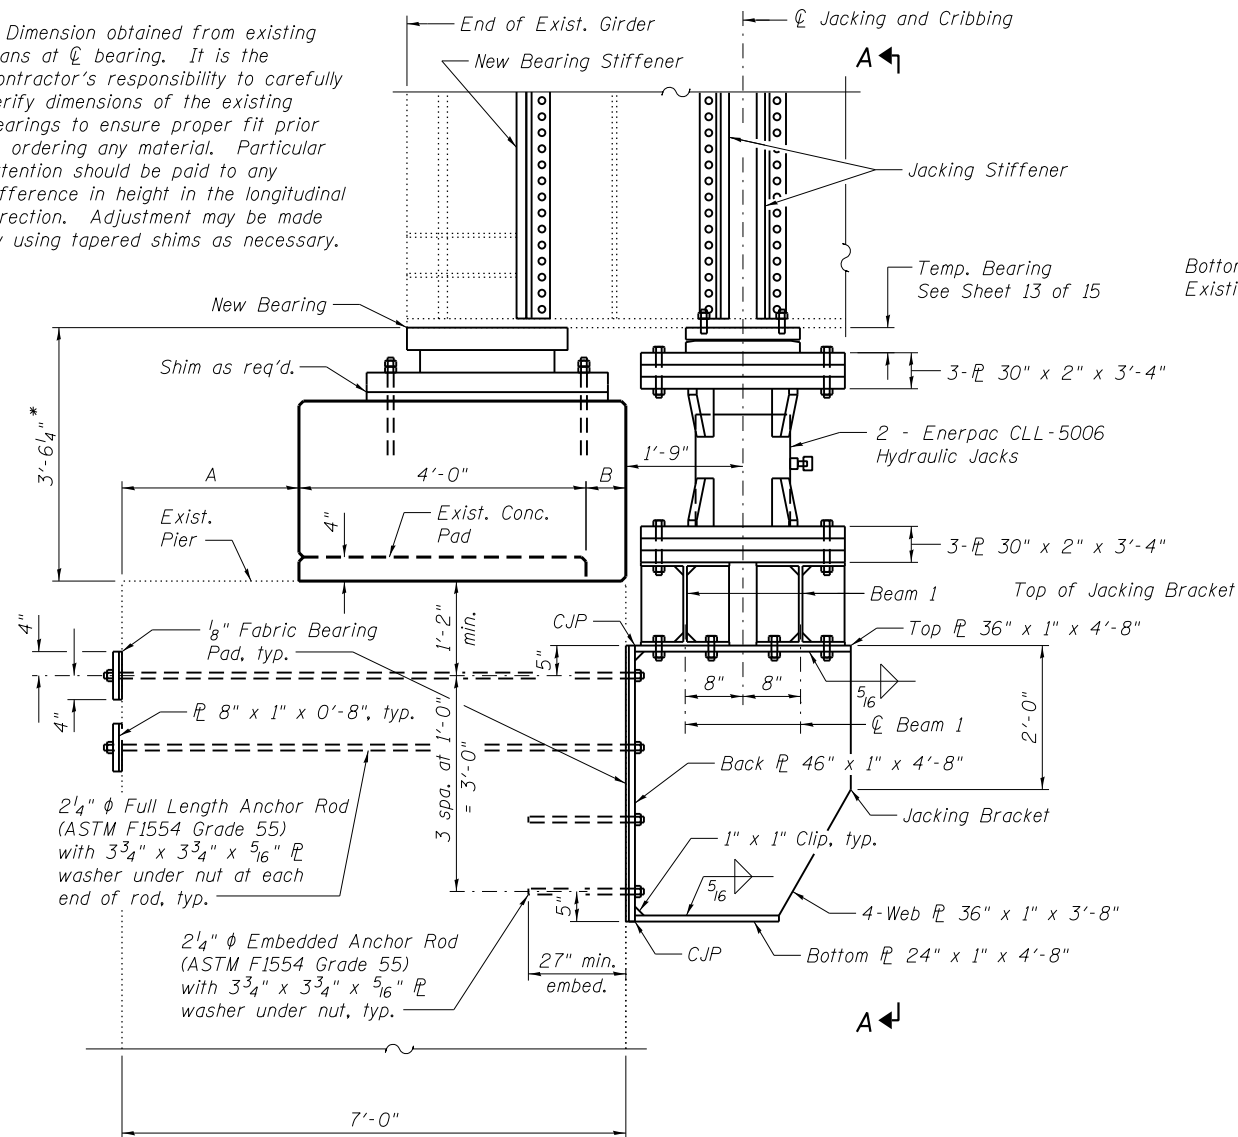 Dimension obtained from existing
at ℄ bearing. It is the
responsibility to carefully
dimensions of the existing
to ensure proper fit prior
ordering any material. Particular
should be paid to any
in height in the longitudinal
Adjustment may be made
using tapered shims as necessary.
End of Exist. Girder
℄ Jacking and Cribbing
New Bearing Stiffener
A
Jacking Stiffener
Temp. Bearing
See Sheet 13 of 15
New Bearing
Shim as req'd.
3-℄ 30" x 2" x 3'-4"
2 - Enerpac CLL-5006
Hydraulic Jacks
3'-6¼" *
A
4'-0"
B
1'-9"
Exist.
Pier
4"
Exist. Conc.
Pad
3-℄ 30" x 2" x 3'-4"
Beam 1
Top of Jacking Bracket
CJP
Top ℄ 36" x 1" x 4'-8"
4"
4"
⅛" Fabric Bearing
Pad, typ.
1'-2"
min.
5"
℄ 8" x 1" x 0'-8", typ.
8"
8"
5/16
℄ Beam 1
2'-0"
3 spa. at 1'-0"
= 3'-0"
Back ℄ 46" x 1" x 4'-8"
Jacking Bracket
2¼" ϕ Full Length Anchor Rod
(ASTM F1554 Grade 55)
with 3¾" x 3¾" x 5/16" ℄
washer under nut at each
end of rod, typ.
1" x 1" Clip, typ.
5/16
5"
4-Web ℄ 36" x 1" x 3'-8"
2¼" ϕ Embedded Anchor Rod
(ASTM F1554 Grade 55)
with 3¾" x 3¾" x 5/16" ℄
washer under nut, typ.
27" min.
embed.
CJP
Bottom ℄ 24" x 1" x 4'-8"
A
7'-0"